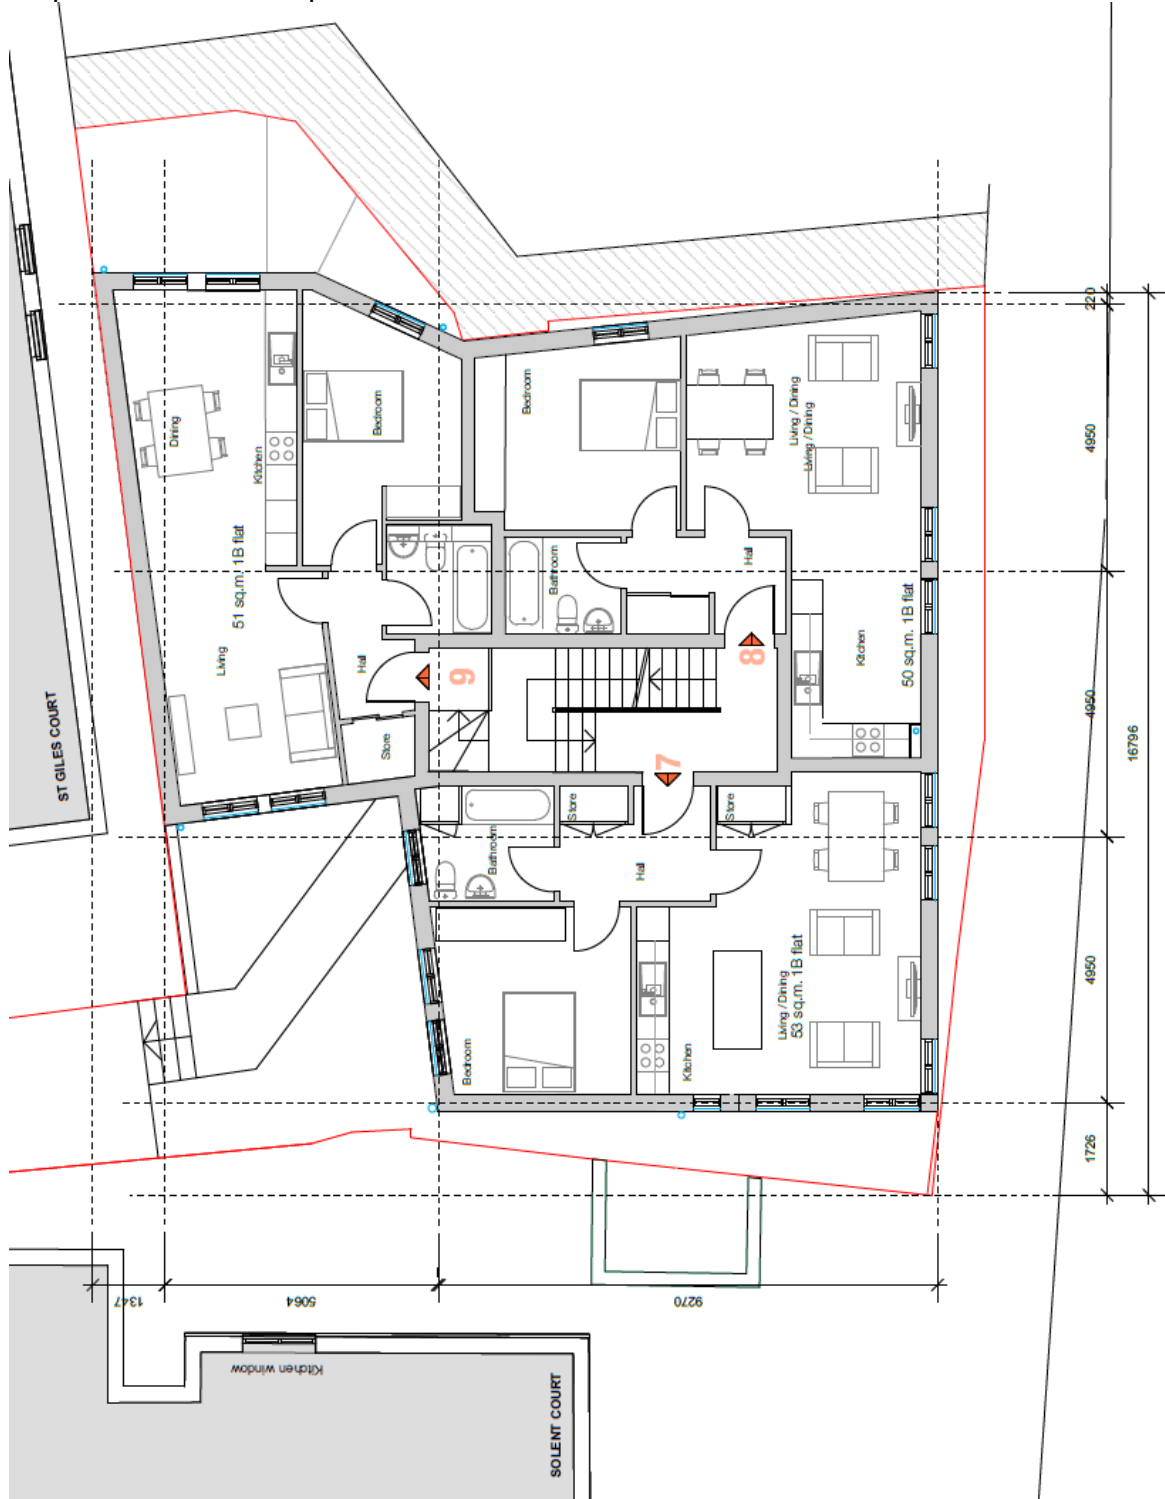 220
4950
4950
16796
4950
1726
1347
5064
9270
ST GILES COURT
SOLENT COURT
Kitchen window
Dining
Kitchen
51 sq.m. 1B flat
Living
Bedroom
Hall
Store
9
Bedroom
Bathroom
Living / Dining
Living / Dining
Hall
8
Kitchen
50 sq.m. 1B flat
7
Store
Store
Bathroom
Hall
Bedroom
Kitchen
Living / Dining
53 sq.m. 1B flat